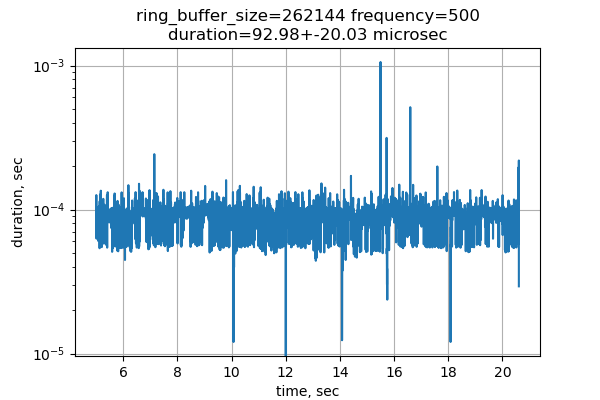 ring_buffer_size=262144 frequency=500
duration=92.98+-20.03 microsec
10−3
10−4
10−5
duration, sec
6 8 10 12 14 16 18 20
time, sec